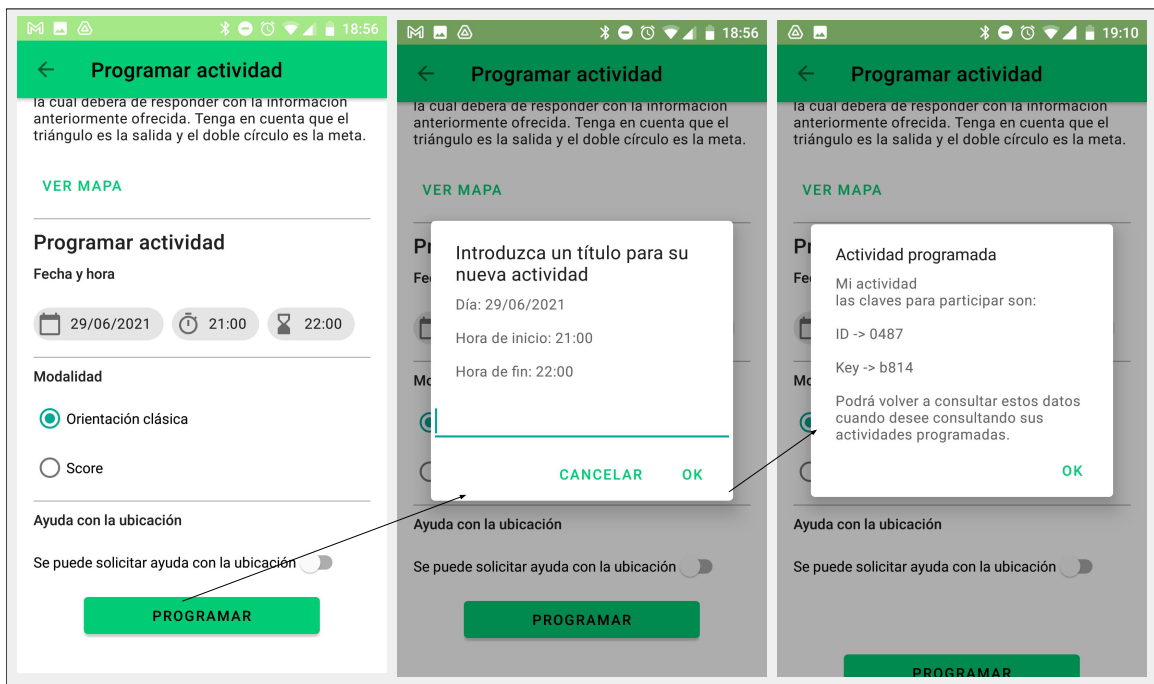 18:56
Programar actividad
la cual deberá de responder con la información
anteriormente ofrecida. Tenga en cuenta que el
triángulo es la salida y el doble círculo es la meta.
VER MAPA
Programar actividad
Fecha y hora
29/06/2021 21:00 22:00
Modalidad
Orientación clásica
Score
Ayuda con la ubicación
Se puede solicitar ayuda con la ubicación
PROGRAMAR
18:56
Programar actividad
la cual deberá de responder con la información
anteriormente ofrecida. Tenga en cuenta que el
triángulo es la salida y el doble círculo es la meta.
VER MAPA
Pr
Introduzca un título para su
nueva actividad
Fe
Día: 29/06/2021
Hora de inicio: 21:00
Hora de fin: 22:00
Mo
CANCELAR OK
Ayuda con la ubicación
Se puede solicitar ayuda con la ubicación
PROGRAMAR
19:10
Programar actividad
la cual deberá de responder con la información
anteriormente ofrecida. Tenga en cuenta que el
triángulo es la salida y el doble círculo es la meta.
VER MAPA
Pr
Actividad programada
Fe
Mi actividad
las claves para participar son:
ID -> 0487
Key -> b814
Mo
Podrá volver a consultar estos datos
cuando desee consultando sus
actividades programadas.
OK
Ayuda con la ubicación
Se puede solicitar ayuda con la ubicación
PROGRAMAR